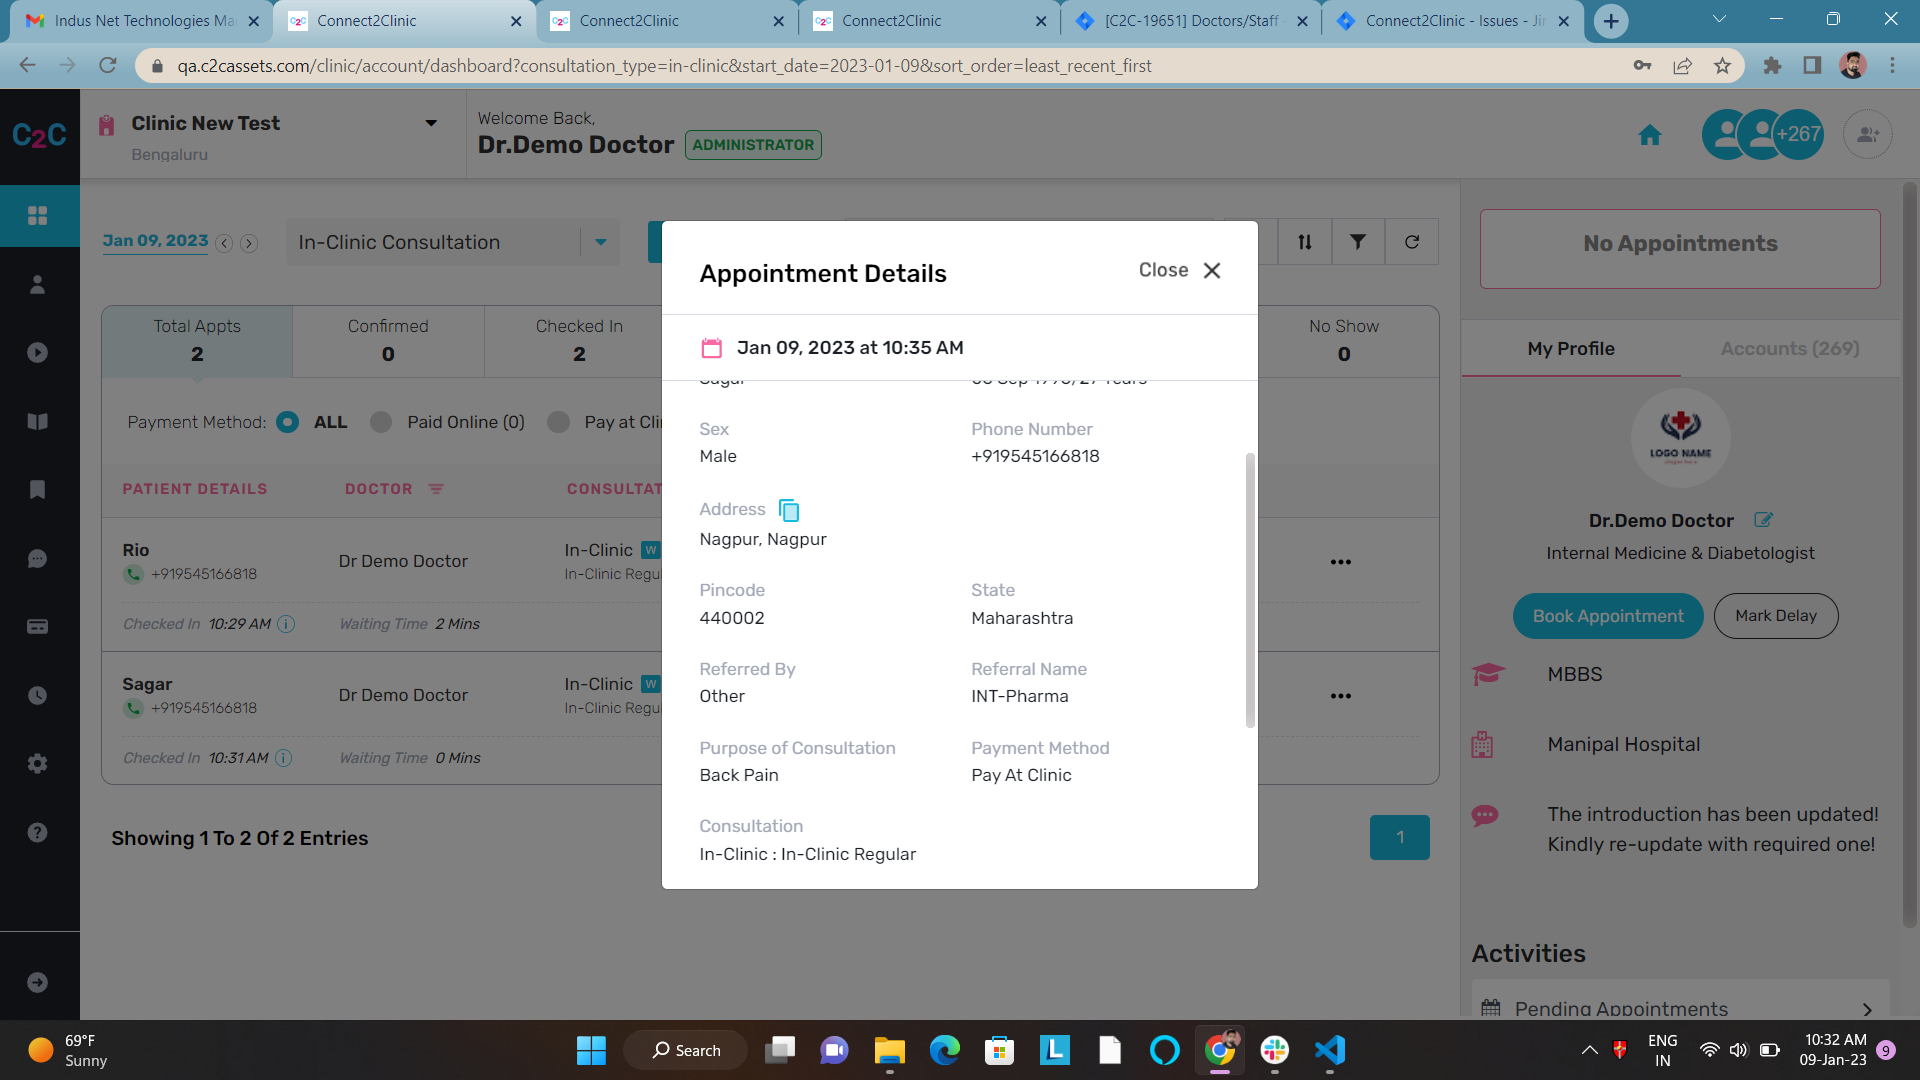 Indus Net Technologies Ma
Connect2Clinic
Connect2Clinic
Connect2Clinic
[C2C-19651] Doctors/Staff
Connect2Clinic - Issues - Jir
qa.c2cassets.com/clinic/account/dashboard?consultation_type=in-clinic&start_date=2023-01-09&sort_order=least_recent_first
C2C
Clinic New Test
Bengaluru
Welcome Back,
Dr.Demo Doctor ADMINISTRATOR
+267
Jan 09, 2023
In-Clinic Consultation
Total Appts
2
Confirmed
0
Checked In
2
No Show
0
Payment Method: ALL Paid Online (0) Pay at Cli
PATIENT DETAILS DOCTOR CONSULTAT
Rio
+919545166818
Dr Demo Doctor
In-Clinic W
In-Clinic Regu
Checked In 10:29 AM Waiting Time 2 Mins
Sagar
+919545166818
Dr Demo Doctor
In-Clinic W
In-Clinic Regu
Checked In 10:31 AM Waiting Time 0 Mins
Showing 1 To 2 Of 2 Entries
1
Appointment Details
Close
Jan 09, 2023 at 10:35 AM
Sagar
Sex
Male
Phone Number
+919545166818
Address
Nagpur, Nagpur
Pincode
440002
State
Maharashtra
Referred By
Other
Referral Name
INT-Pharma
Purpose of Consultation
Back Pain
Payment Method
Pay At Clinic
Consultation
In-Clinic : In-Clinic Regular
No Appointments
My Profile Accounts (269)
LOGO NAME
Dr.Demo Doctor
Internal Medicine & Diabetologist
Book Appointment Mark Delay
MBBS
Manipal Hospital
The introduction has been updated!
Kindly re-update with required one!
Activities
Pending Appointments
69°F
Sunny
Search
ENG
IN
10:32 AM
09-Jan-23
9